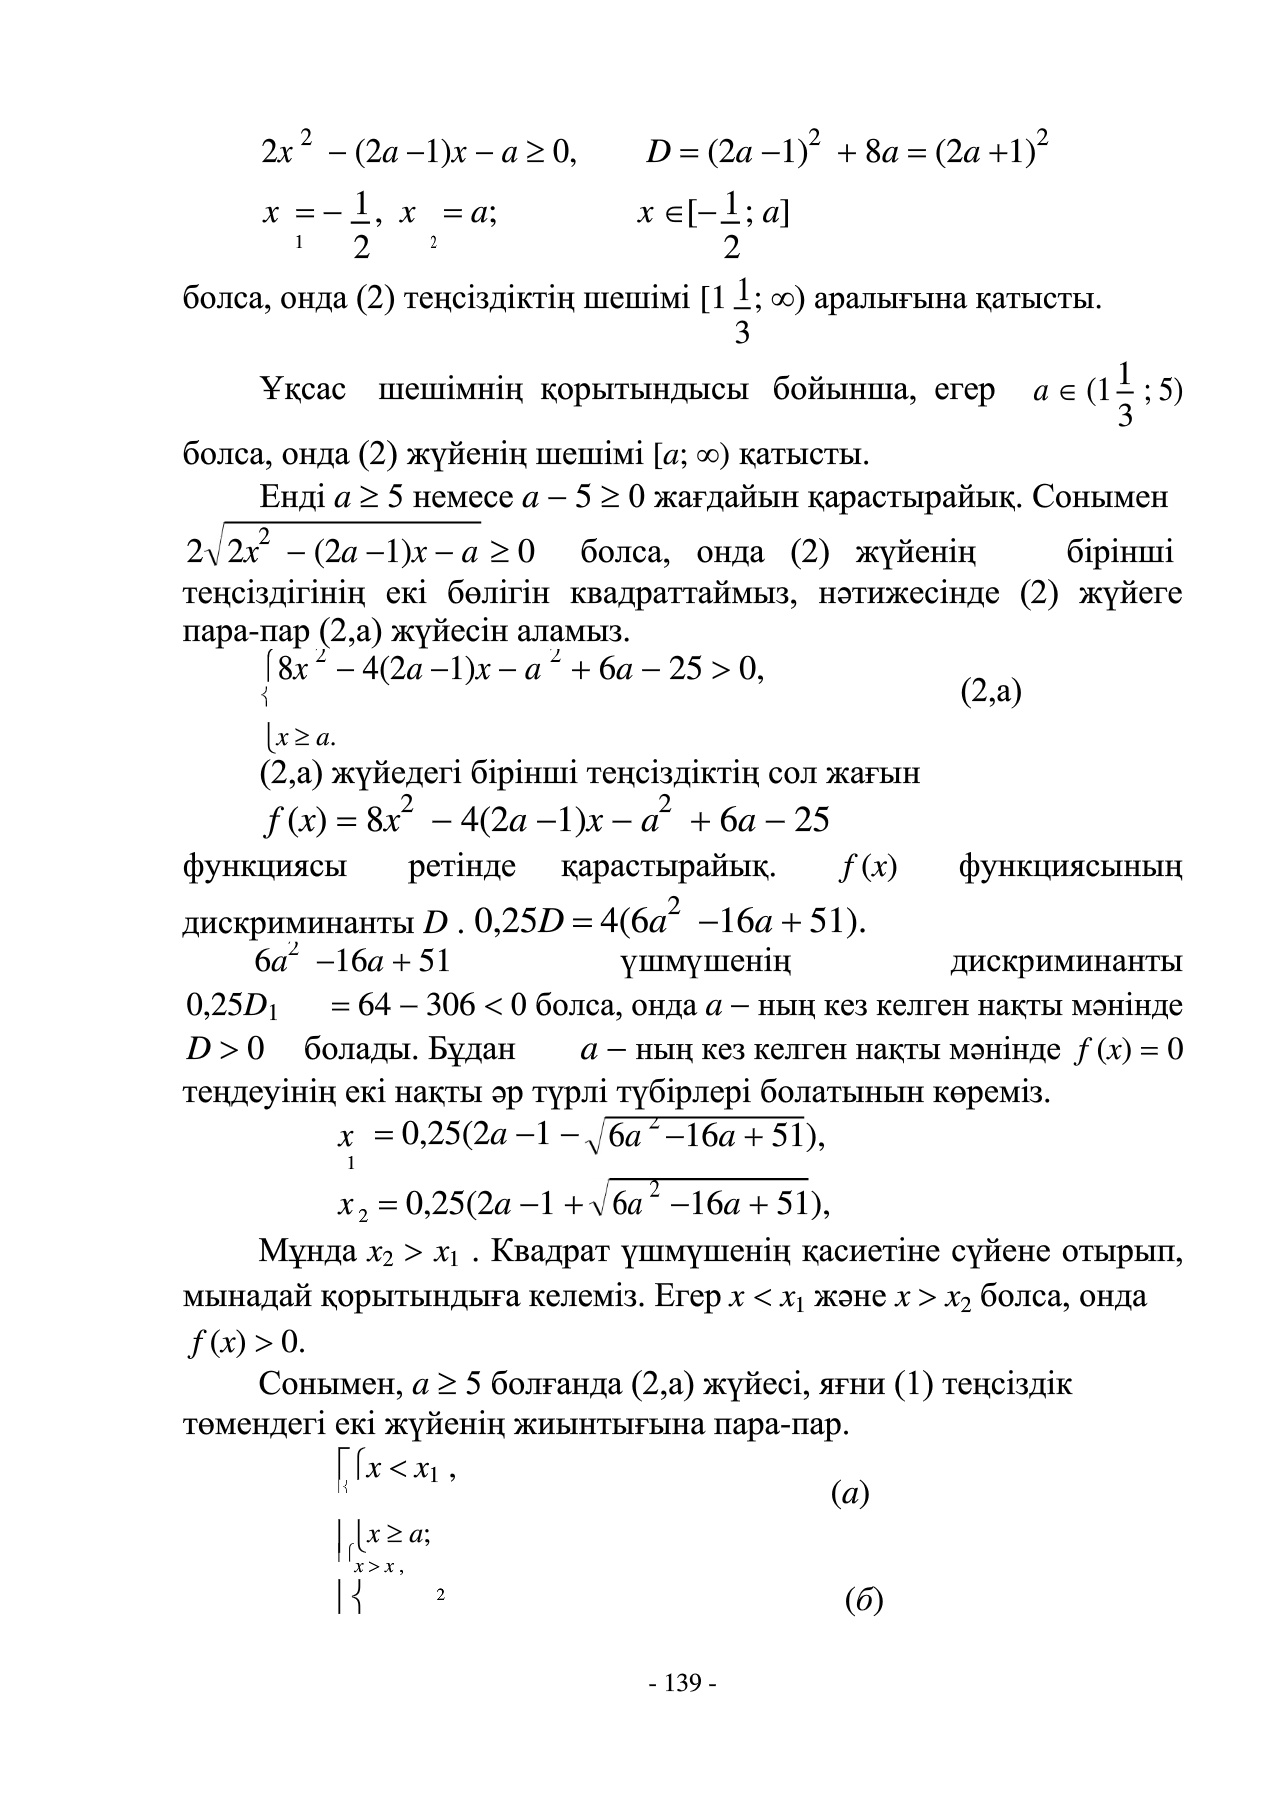 2x² − (2a −1)x − a ≥ 0, D = (2a −1)² + 8a = (2a +1)²
x₁ = − 1/2, x₂ = a; x ∈[− 1/2; a]
болса, онда (2) теңсіздіктің шешімі [1 1/3; ∞) аралығына қатысты.
Ұқсас шешімнің қорытындысы бойынша, егер a ∈ (1 1/3 ; 5)
болса, онда (2) жүйенің шешімі [a; ∞) қатысты.
Енді a ≥ 5 немесе a − 5 ≥ 0 жағдайын қарастырайық. Сонымен
2√(2x² − (2a −1)x − a) ≥ 0 болса, онда (2) жүйенің бірінші
теңсіздігінің екі бөлігін квадраттаймыз, нәтижесінде (2) жүйеге
пара-пар (2,а) жүйесін аламыз.
⎧8x² − 4(2a −1)x − a² + 6a − 25 > 0,
⎨ (2,а)
⎩x ≥ a.
(2,а) жүйедегі бірінші теңсіздіктің сол жағын
f (x) = 8x² − 4(2a −1)x − a² + 6a − 25
функциясы ретінде қарастырайық. f (x) функциясының
дискриминанты D . 0,25D = 4(6a² −16a + 51).
6a² −16a + 51 үшмүшенің дискриминанты
0,25D₁ = 64 − 306 < 0 болса, онда a − ның кез келген нақты мәнінде
D > 0 болады. Бұдан a − ның кез келген нақты мәнінде f (x) = 0
теңдеуінің екі нақты әр түрлі түбірлері болатынын көреміз.
x₁ = 0,25(2a −1 − √(6a² −16a + 51)),
x₂ = 0,25(2a −1 + √(6a² −16a + 51)),
Мұнда x₂ > x₁ . Квадрат үшмүшенің қасиетіне сүйене отырып,
мынадай қорытындыға келеміз. Егер x < x₁ және x > x₂ болса, онда
f (x) > 0.
Сонымен, a ≥ 5 болғанда (2,а) жүйесі, яғни (1) теңсіздік
төмендегі екі жүйенің жиынтығына пара-пар.
⎡⎧x < x₁ ,
⎢⎨ (а)
⎢⎩x ≥ a;
⎢⎧x > x₂ ,
⎢⎨ (б)
- 139 -